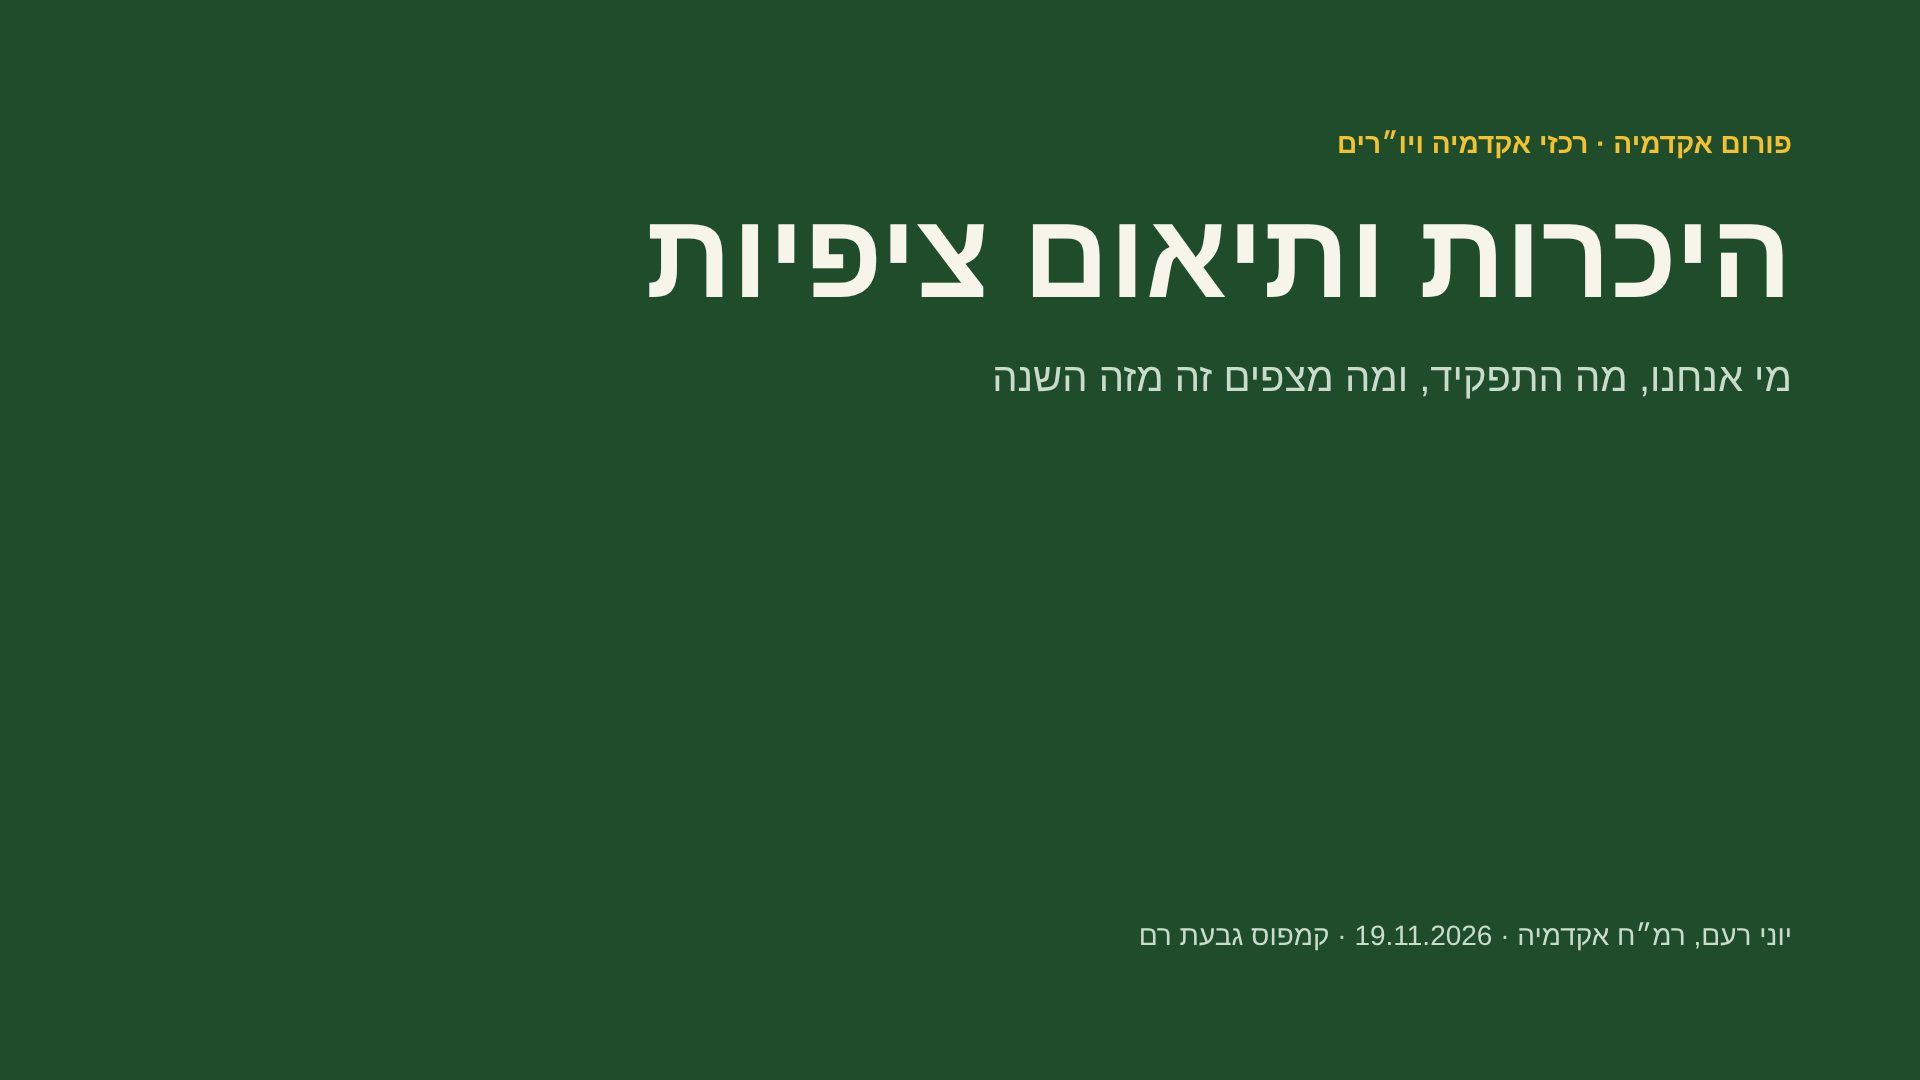 פורום אקדמיה · רכזי אקדמיה ויו״רים
היכרות ותיאום ציפיות
מי אנחנו, מה התפקיד, ומה מצפים זה מזה השנה
יוני רעם, רמ״ח אקדמיה · 19.11.2026 · קמפוס גבעת רם